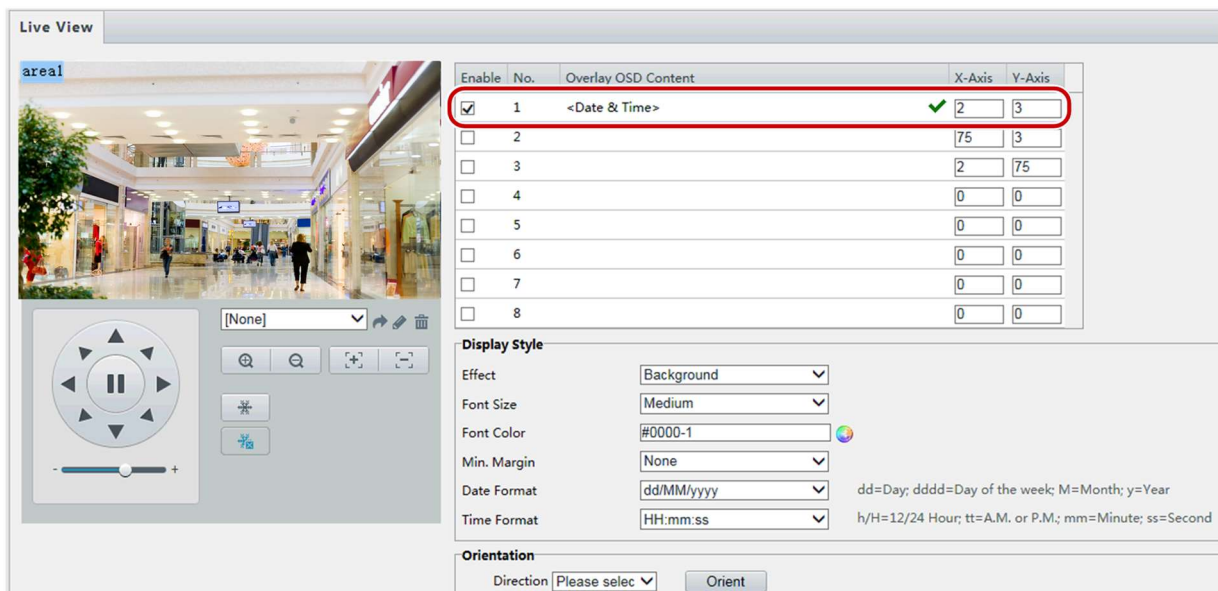 Live View
area1
Enable No. Overlay OSD Content X-Axis Y-Axis
1 <Date & Time> 2 3
2 75 3
3 2 75
4 0 0
5 0 0
6 0 0
7 0 0
8 0 0
[None]
- +
Display Style
Effect Background
Font Size Medium
Font Color #0000-1
Min. Margin None
Date Format dd/MM/yyyy dd=Day; dddd=Day of the week; M=Month; y=Year
Time Format HH:mm:ss h/H=12/24 Hour; tt=A.M. or P.M.; mm=Minute; ss=Second
Orientation
Direction Please selec Orient